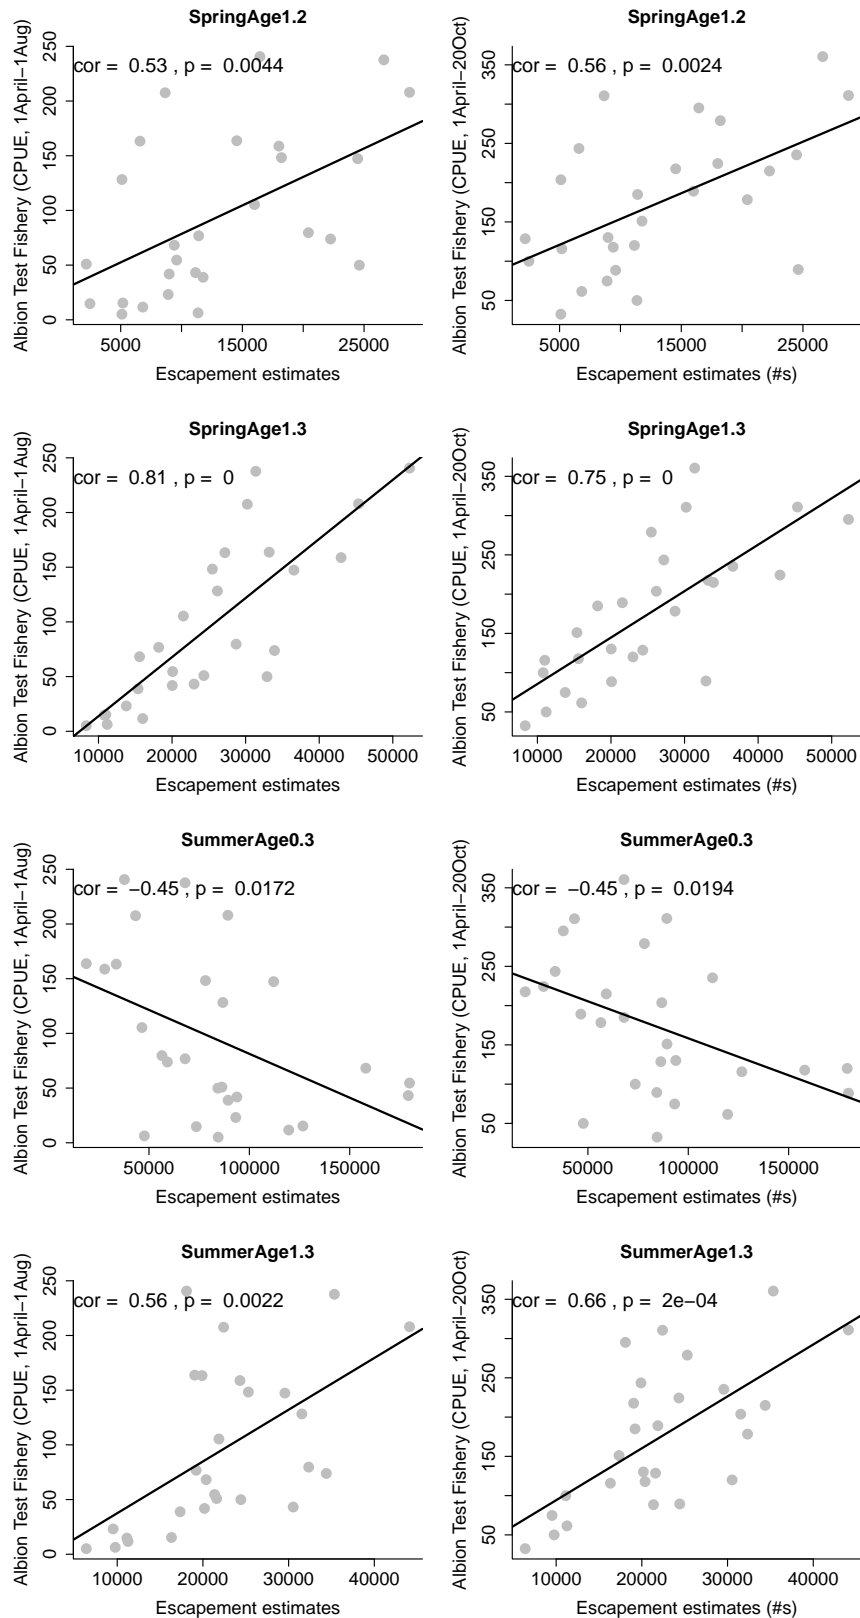 SpringAge1.2
cor = 0.53 , p = 0.0044
Albion Test Fishery (CPUE, 1April−1Aug)
0 50 100 150 200 250
5000 15000 25000
Escapement estimates
SpringAge1.2
cor = 0.56 , p = 0.0024
Albion Test Fishery (CPUE, 1April−20Oct)
50 150 250 350
5000 15000 25000
Escapement estimates (#s)
SpringAge1.3
cor = 0.81 , p = 0
Albion Test Fishery (CPUE, 1April−1Aug)
0 50 100 150 200 250
10000 20000 30000 40000 50000
Escapement estimates
SpringAge1.3
cor = 0.75 , p = 0
Albion Test Fishery (CPUE, 1April−20Oct)
50 150 250 350
10000 20000 30000 40000 50000
Escapement estimates (#s)
SummerAge0.3
cor = −0.45 , p = 0.0172
Albion Test Fishery (CPUE, 1April−1Aug)
0 50 100 150 200 250
50000 100000 150000
Escapement estimates
SummerAge0.3
cor = −0.45 , p = 0.0194
Albion Test Fishery (CPUE, 1April−20Oct)
50 150 250 350
50000 100000 150000
Escapement estimates (#s)
SummerAge1.3
cor = 0.56 , p = 0.0022
Albion Test Fishery (CPUE, 1April−1Aug)
0 50 100 150 200 250
10000 20000 30000 40000
Escapement estimates
SummerAge1.3
cor = 0.66 , p = 2e−04
Albion Test Fishery (CPUE, 1April−20Oct)
50 150 250 350
10000 20000 30000 40000
Escapement estimates (#s)